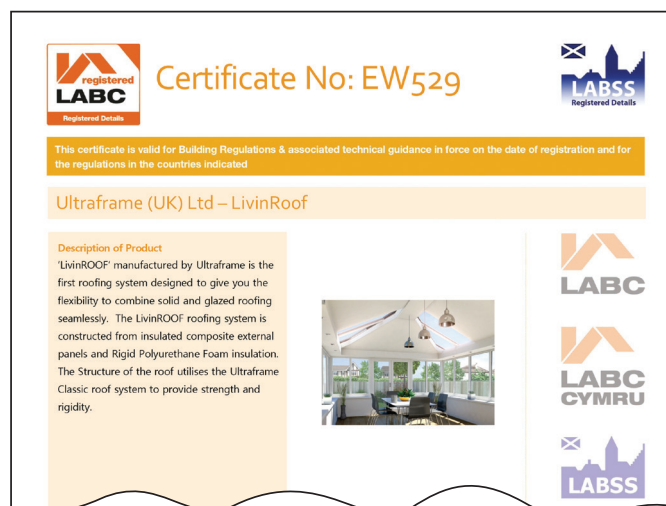 registered
LABC
Registered Details
Certificate No: EW529
LABSS
Registered Details
This certificate is valid for Building Regulations & associated technical guidance in force on the date of registration and for
the regulations in the countries indicated
Ultraframe (UK) Ltd – LivinRoof
Description of Product
'LivinROOF' manufactured by Ultraframe is the
first roofing system designed to give you the
flexibility to combine solid and glazed roofing
seamlessly. The LivinROOF roofing system is
constructed from insulated composite external
panels and Rigid Polyurethane Foam insulation.
The Structure of the roof utilises the Ultraframe
Classic roof system to provide strength and
rigidity.
LABC
LABC
CYMRU
LABSS